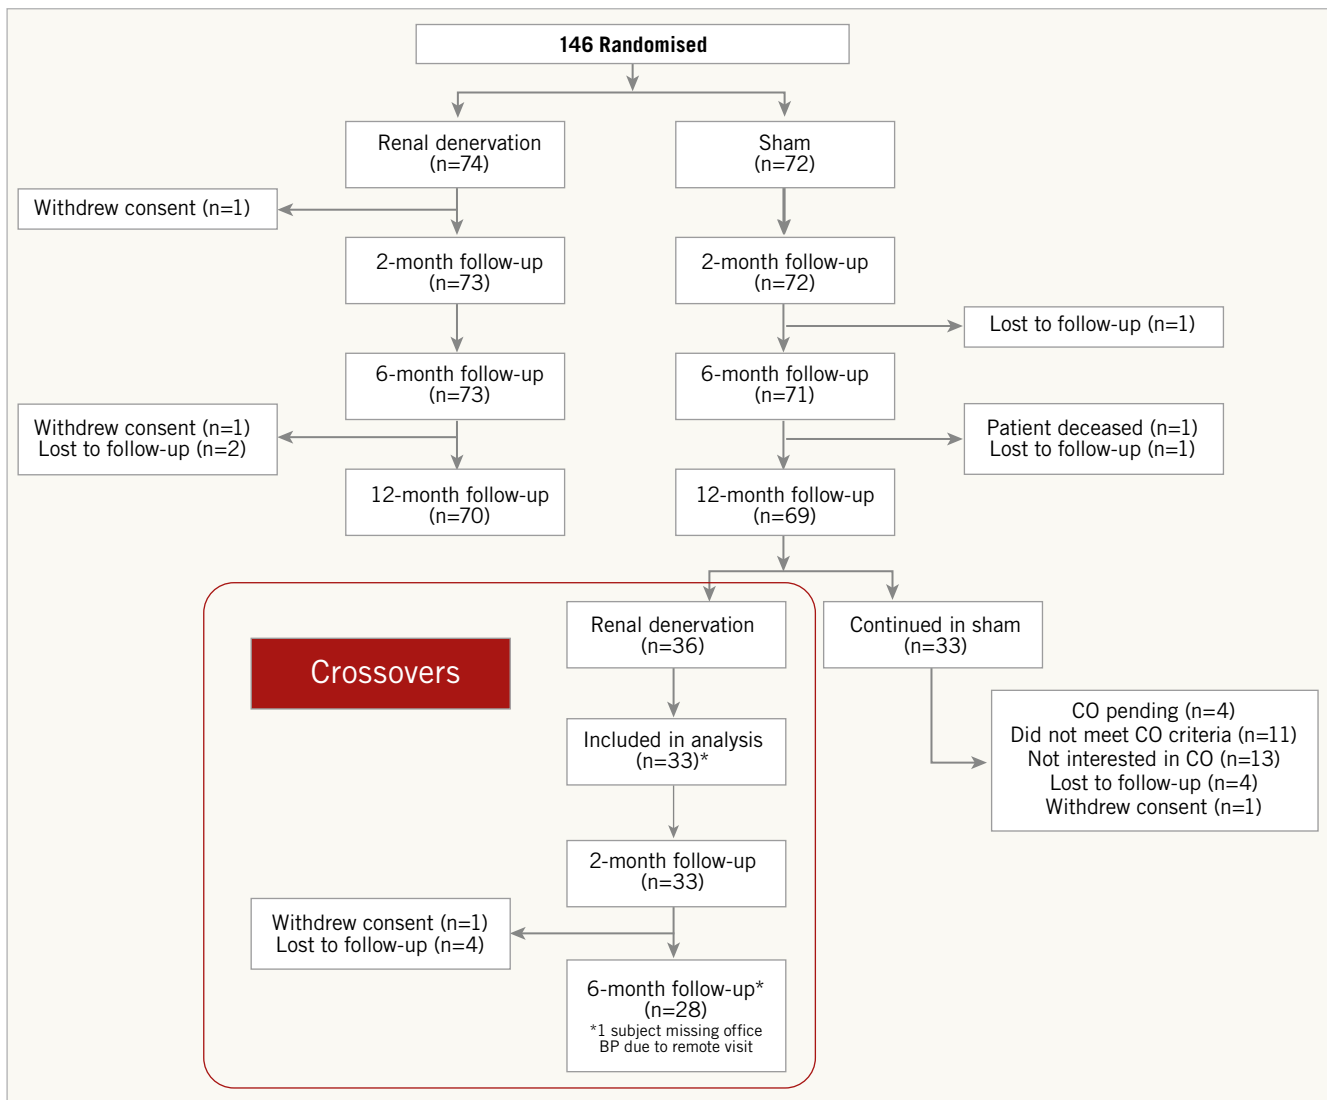 146 Randomised
Renal denervation
(n=74)
Sham
(n=72)
Withdrew consent (n=1)
2-month follow-up
(n=73)
2-month follow-up
(n=72)
Lost to follow-up (n=1)
6-month follow-up
(n=73)
6-month follow-up
(n=71)
Withdrew consent (n=1)
Lost to follow-up (n=2)
Patient deceased (n=1)
Lost to follow-up (n=1)
12-month follow-up
(n=70)
12-month follow-up
(n=69)
Crossovers
Renal denervation
(n=36)
Continued in sham
(n=33)
CO pending (n=4)
Did not meet CO criteria (n=11)
Not interested in CO (n=13)
Lost to follow-up (n=4)
Withdrew consent (n=1)
Included in analysis
(n=33)*
2-month follow-up
(n=33)
Withdrew consent (n=1)
Lost to follow-up (n=4)
6-month follow-up*
(n=28)
*1 subject missing office
BP due to remote visit